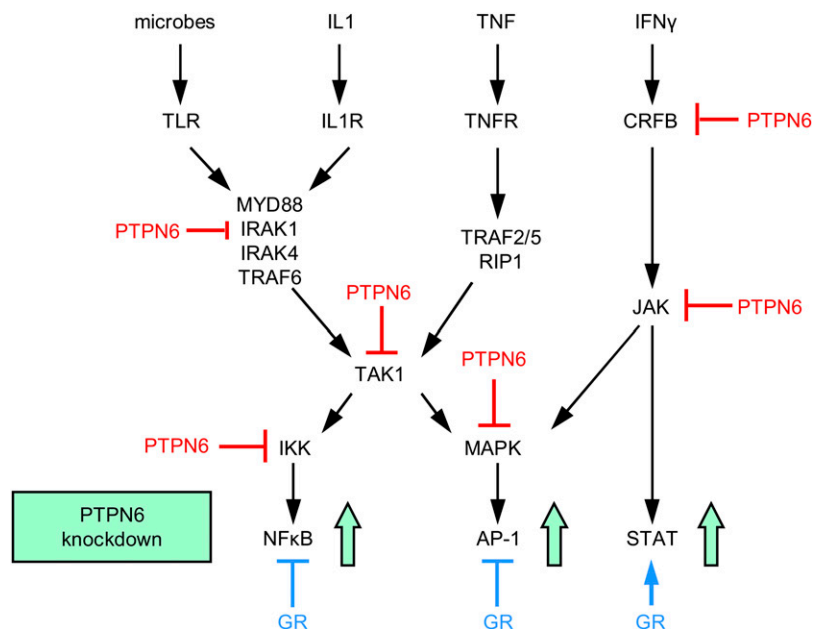 microbes IL1 TNF IFNγ
TLR IL1R TNFR CRFB PTPN6
MYD88
PTPN6 IRAK1
IRAK4
TRAF6
TRAF2/5
RIP1
PTPN6
JAK PTPN6
TAK1
PTPN6
PTPN6 IKK MAPK
PTPN6
knockdown
NFκB AP-1 STAT
GR GR GR